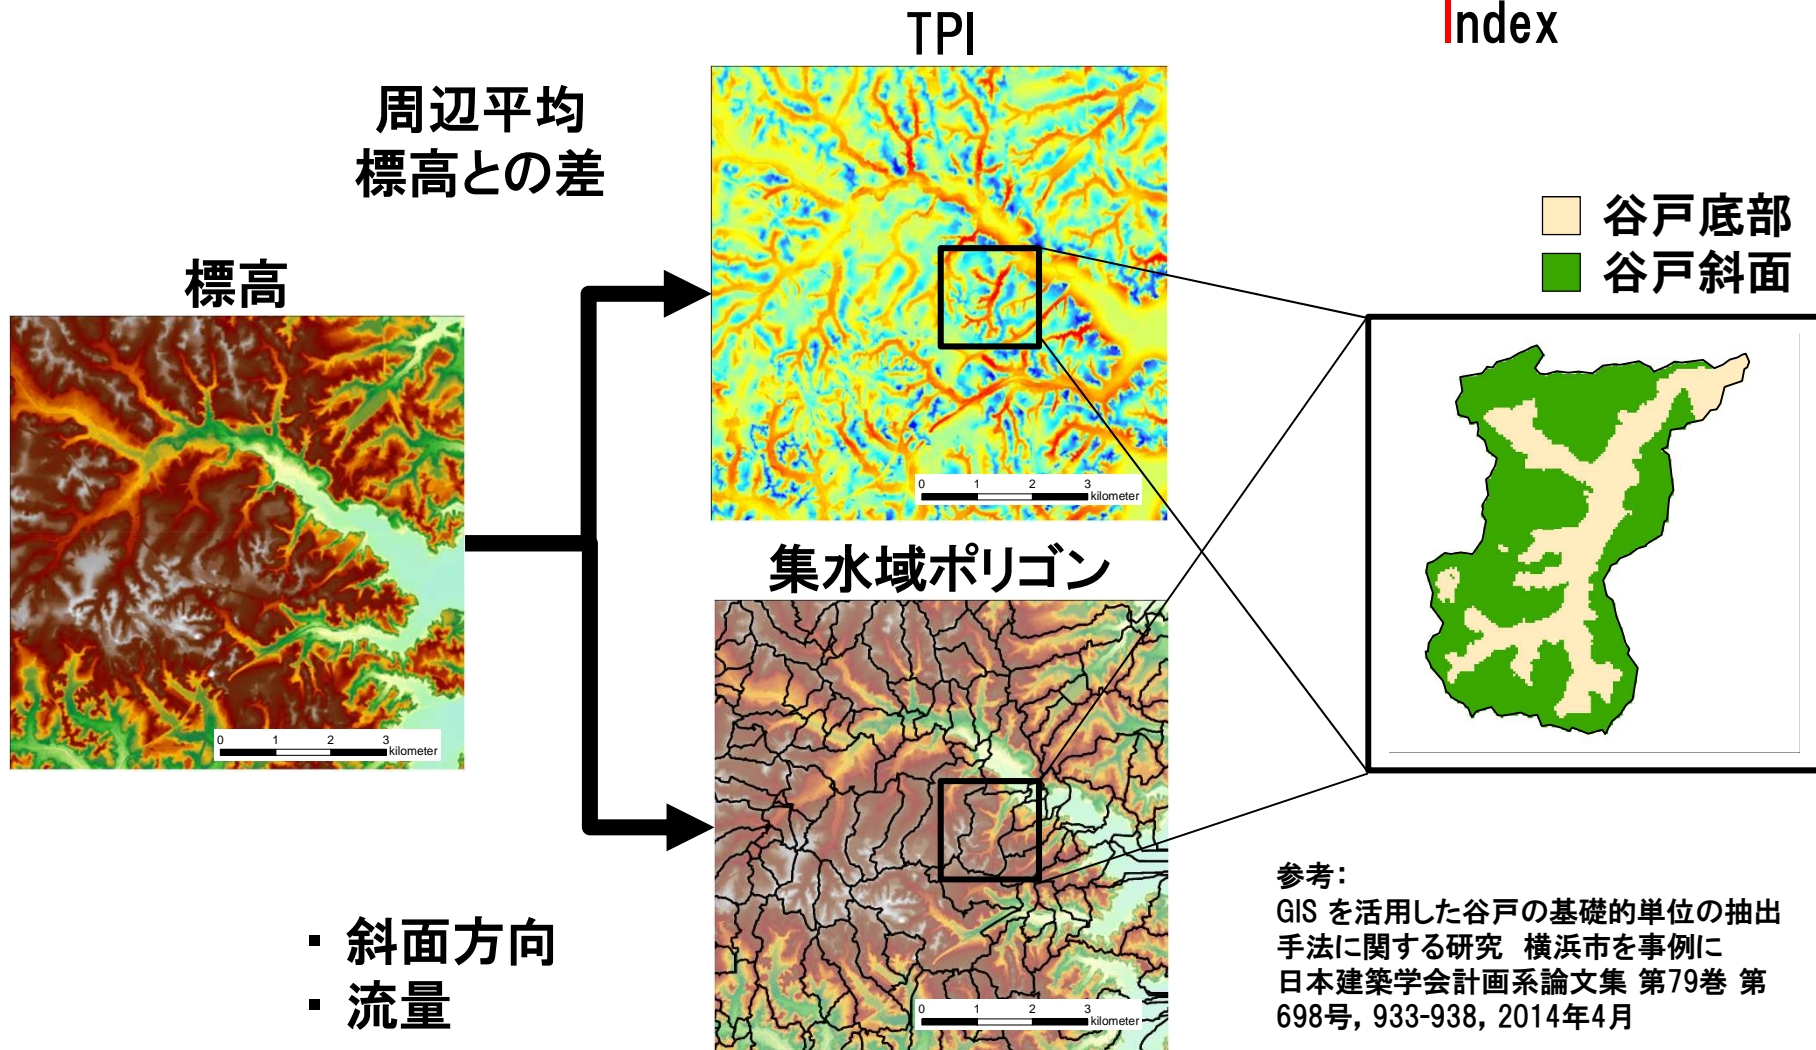 Index
TPI
周辺平均
標高との差
標高
0 1 2 3
kilometer
0 1 2 3
kilometer
谷戸底部
谷戸斜面
集水域ポリゴン
0 1 2 3
kilometer
▪ 斜面方向
▪ 流量
参考：
GIS を活用した谷戸の基礎的単位の抽出
手法に関する研究 横浜市を事例に
日本建築学会計画系論文集 第79巻 第
698号, 933-938, 2014年4月